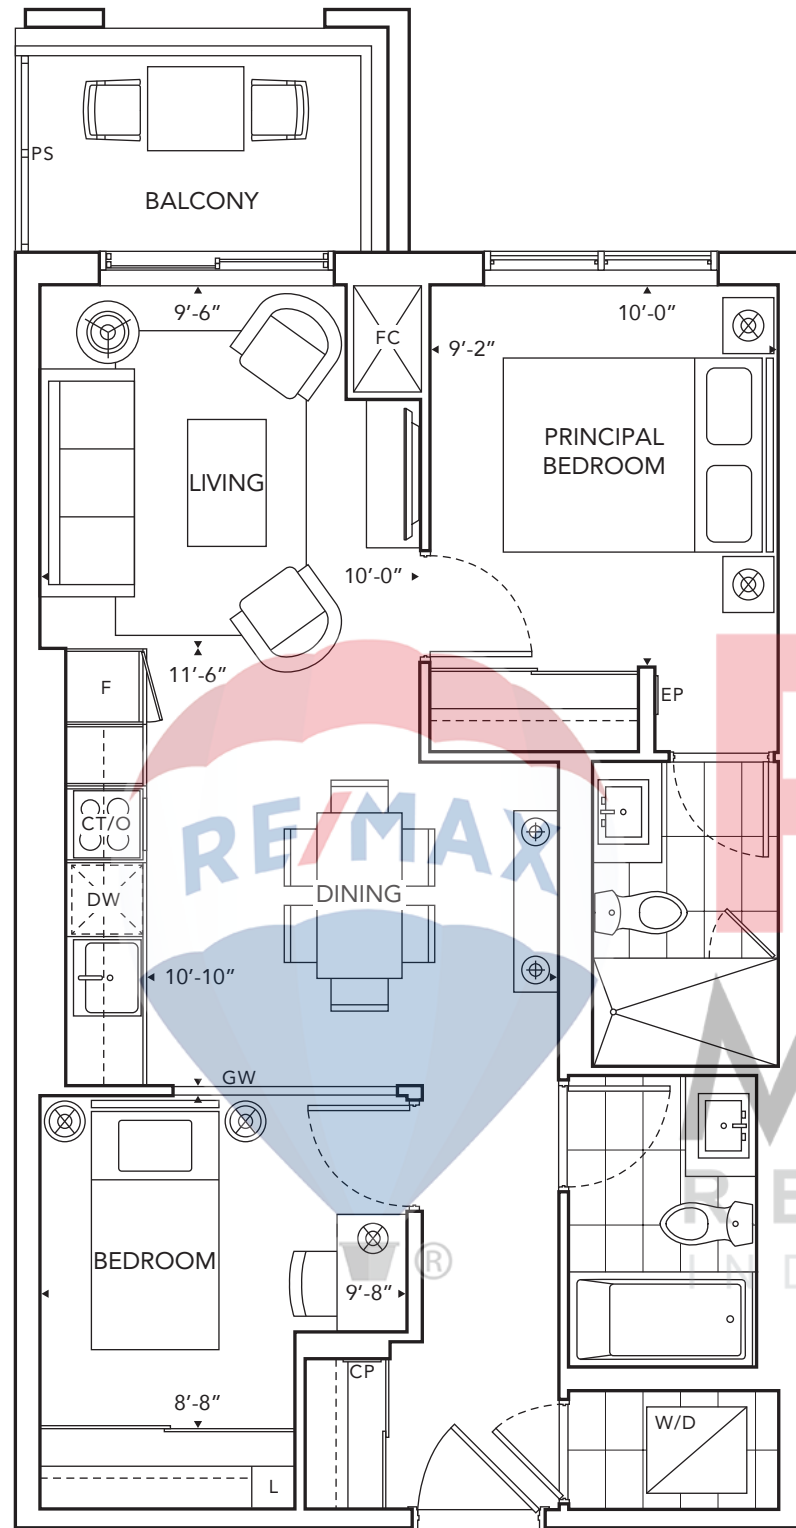 PS
BALCONY
9'-6"
10'-0"
FC
9'-2"
PRINCIPAL
BEDROOM
LIVING
10'-0"
11'-6"
F
EP
CT/O
RE/MAX
DW
DINING
10'-10"
GW
BEDROOM
®
9'-8"
CP
8'-8"
W/D
L